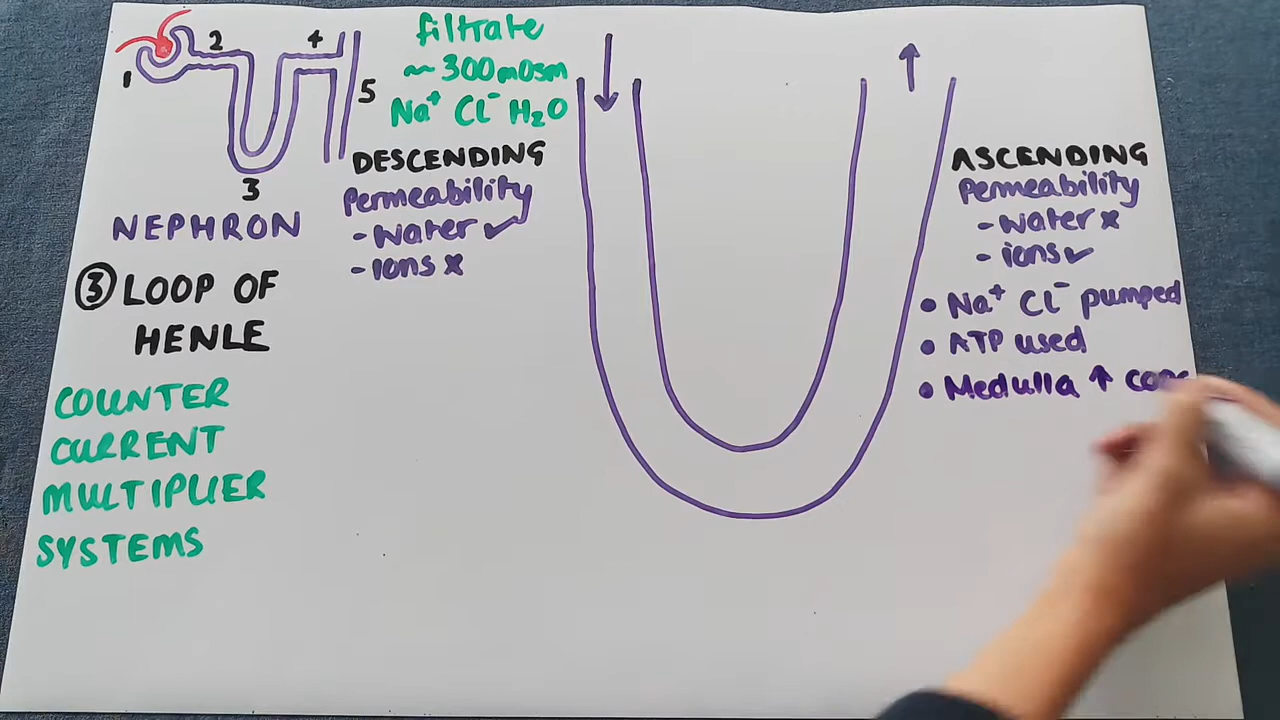 1
2
3
4
5
NEPHRON
③ LOOP OF
HENLE
COUNTER
CURRENT
MULTIPLIER
SYSTEMS
filtrate
~ 300mOsm
Na⁺ Cl⁻ H₂O
DESCENDING
Permeability
- Water ✓
- Ions ×
ASCENDING
Permeability
- Water ×
- ions ✓
• Na⁺ Cl⁻ pumped
• ATP used
• Medulla ↑